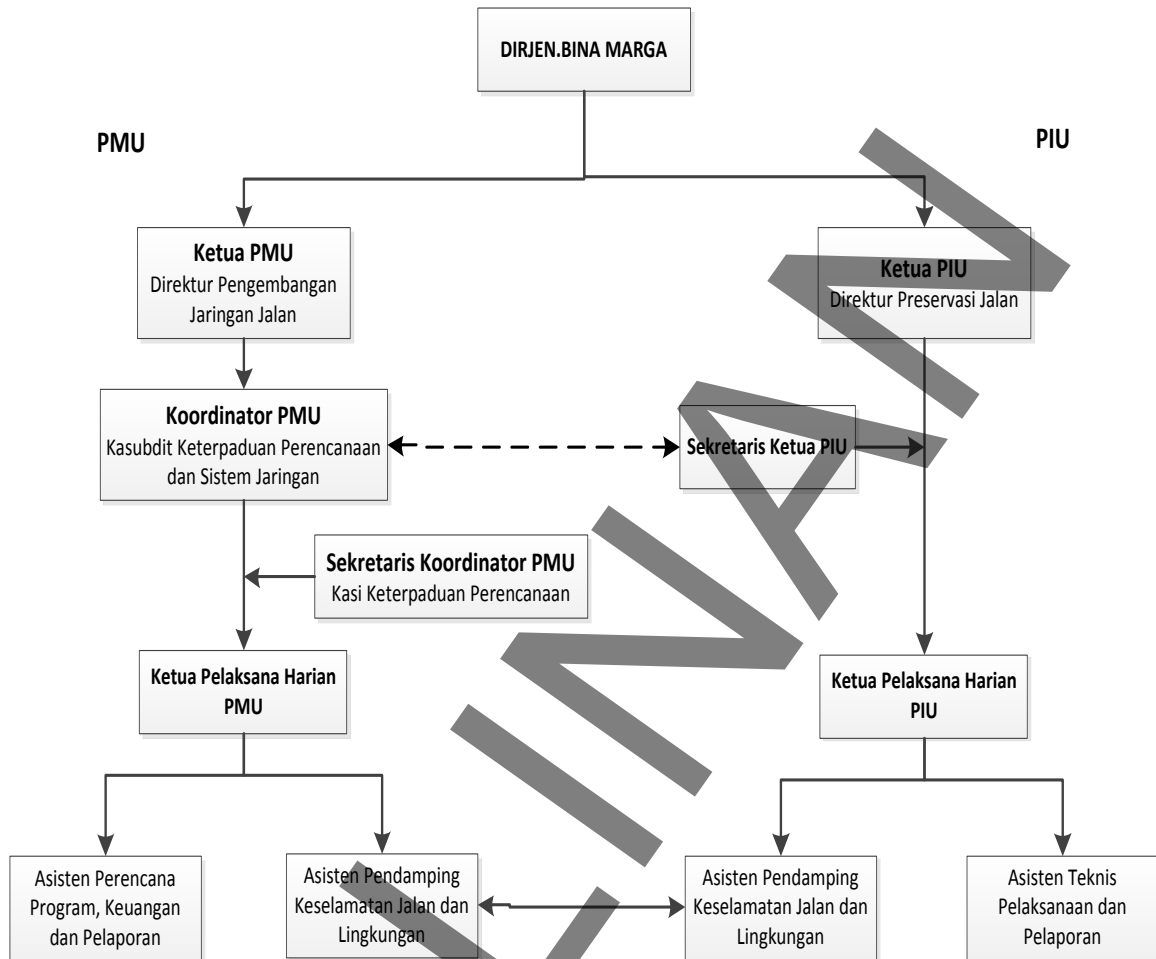 DIRJEN.BINA MARGA
PMU
PIU
Ketua PMU
Direktur Pengembangan
Jaringan Jalan
Ketua PIU
Direktur Preservasi Jalan
Koordinator PMU
Kasubdit Keterpaduan Perencanaan
dan Sistem Jaringan
Sekretaris Ketua PIU
Sekretaris Koordinator PMU
Kasi Keterpaduan Perencanaan
Ketua Pelaksana Harian
PMU
Ketua Pelaksana Harian
PIU
Asisten Perencana
Program, Keuangan
dan Pelaporan
Asisten Pendamping
Keselamatan Jalan dan
Lingkungan
Asisten Pendamping
Keselamatan Jalan dan
Lingkungan
Asisten Teknis
Pelaksanaan dan
Pelaporan